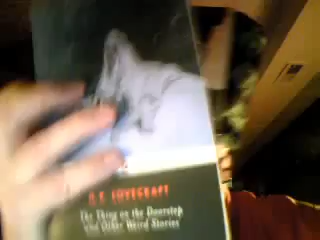 H.P. LOVECRAFT
The Thing on the Doorstep
and Other Weird Stories